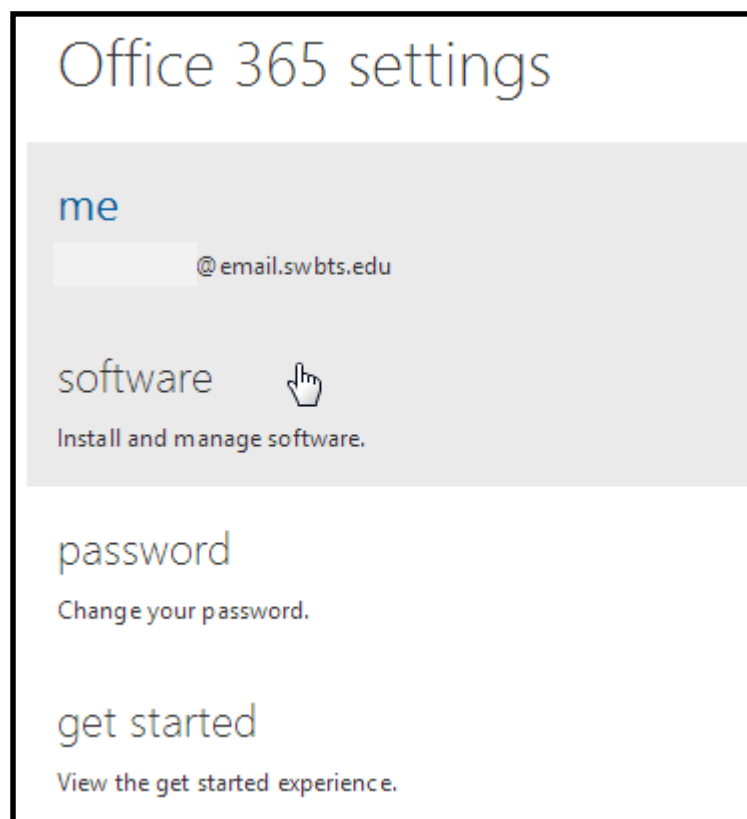 Office 365 settings
me
@email.swbts.edu
software
Install and manage software.
password
Change your password.
get started
View the get started experience.